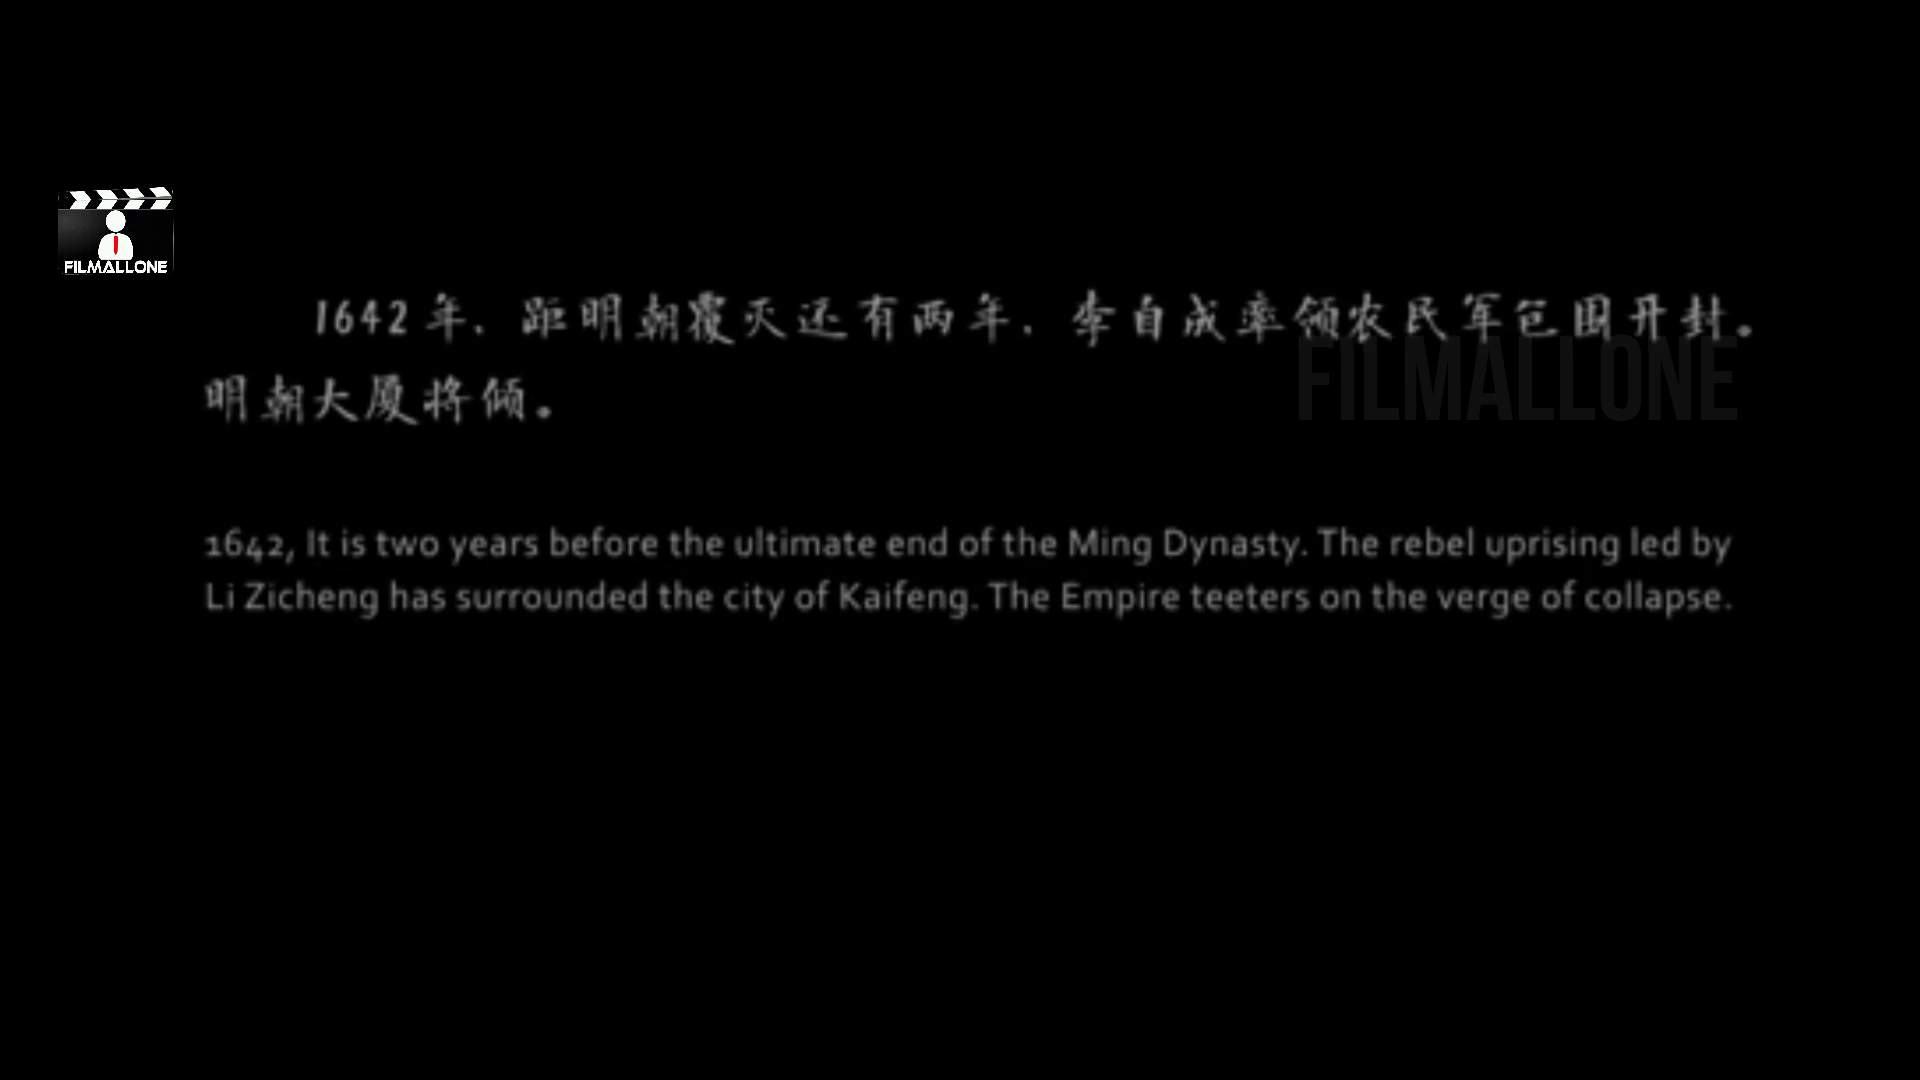 FILMALLONE
1642 年，距明朝覆灭还有两年，李自成率领农民军包围开封。
明朝大厦将倾。
FILMALLONE
1642, It is two years before the ultimate end of the Ming Dynasty. The rebel uprising led by
Li Zicheng has surrounded the city of Kaifeng. The Empire teeters on the verge of collapse.